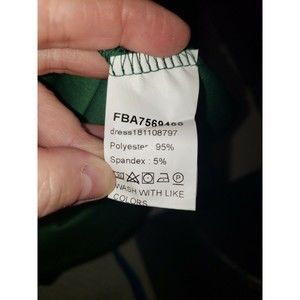 dress181108797
Polyester 95%
Spandex : 5%
WASH WITH LIKE
COLORS